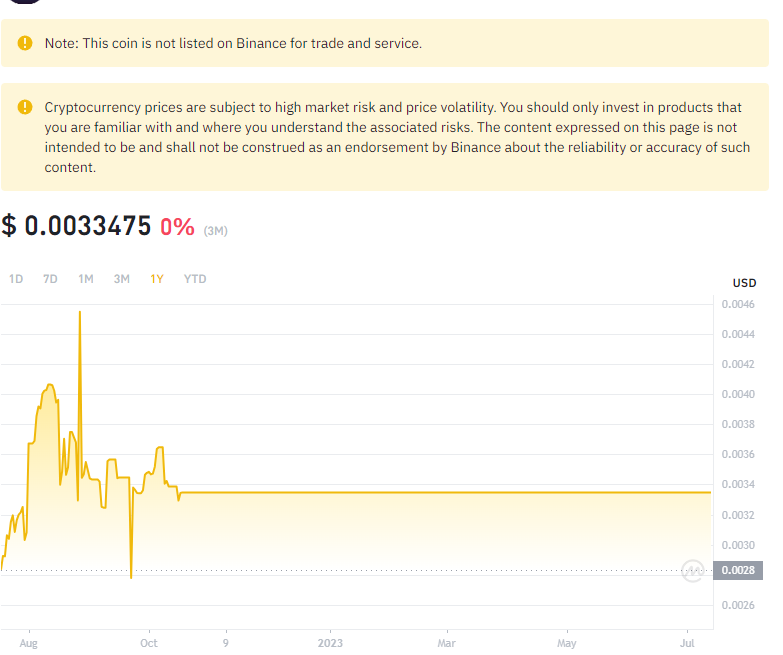 Note: This coin is not listed on Binance for trade and service.
Cryptocurrency prices are subject to high market risk and price volatility. You should only invest in products that
you are familiar with and where you understand the associated risks. The content expressed on this page is not
intended to be and shall not be construed as an endorsement by Binance about the reliability or accuracy of such
content.
$ 0.0033475 0% (3M)
1D 7D 1M 3M 1Y YTD
USD
0.0046
0.0044
0.0042
0.0040
0.0038
0.0036
0.0034
0.0032
0.0030
0.0028
0.0026
Aug Oct 9 2023 Mar May Jul